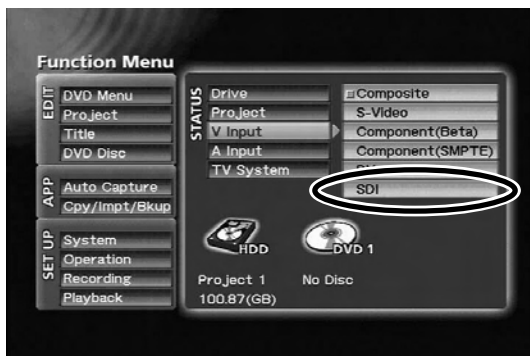 Function Menu
EDIT
DVD Menu
Project
Title
DVD Disc
APP
Auto Capture
Cpy/Impt/Bkup
SET UP
System
Operation
Recording
Playback
STATUS
Drive
Project
V Input
A Input
TV System
Composite
S-Video
Component(Beta)
Component(SMPTE)
SDI
HDD
DVD 1
Project 1
No Disc
100.87(GB)